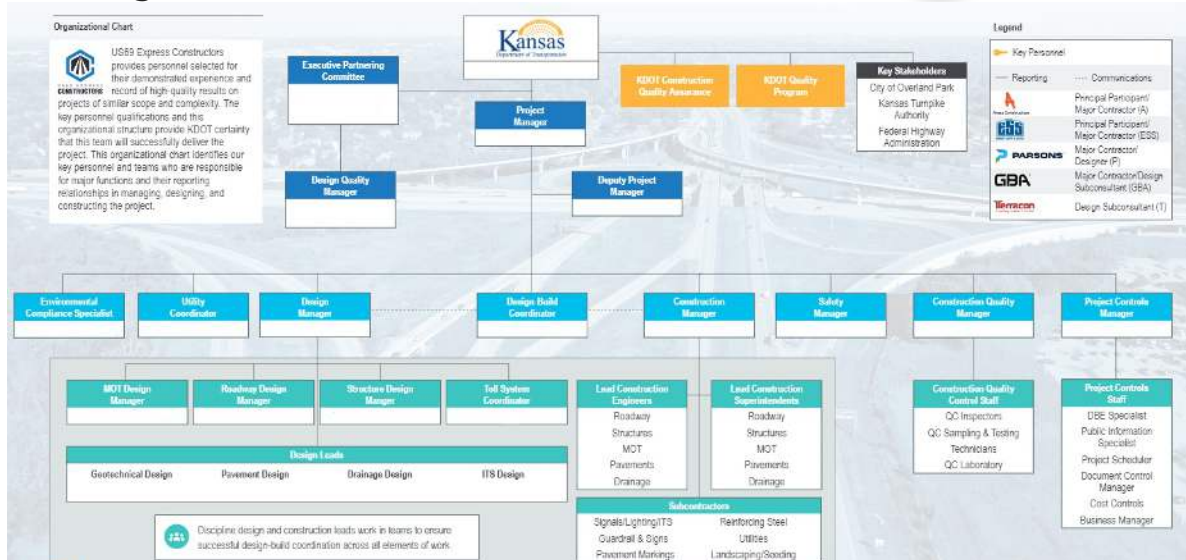 Organizational Chart
US69 Express Constructors
provides personnel selected for
their demonstrated experience and
record of high-quality results on
projects of similar scope and complexity. The
key personnel qualifications and this
organizational structure provide KDOT certainty
that this team will successfully deliver the
project. This organizational chart identifies our
key personnel and teams who are responsible
for major functions and their reporting
relationships in managing, designing, and
constructing the project.
CONSTRUCTORS
Kansas
Department of Transportation
Executive Partnering
Committee
Project
Manager
KDOT Construction
Quality Assurance
KDOT Quality
Program
Key Stakeholders
City of Overland Park
Kansas Turnpike
Authority
Federal Highway
Administration
Legend
Key Personnel
Reporting
Communications
Principal Participant/
Major Contractor (A)
ESS
Principal Participant/
Major Contractor (ESS)
PARSONS
Major Contractor/
Designer (P)
GBA
Major Contractor/Design
Subconsultant (GBA)
Terracon
Design Subconsultant (T)
Design Quality
Manager
Deputy Project
Manager
Environmental
Compliance Specialist
Utility
Coordinator
Design
Manager
Design Build
Coordinator
Construction
Manager
Safety
Manager
Construction Quality
Manager
Project Controls
Manager
MOT Design
Manager
Roadway Design
Manager
Structure Design
Manger
Toll System
Coordinator
Design Leads
Geotechnical Design
Pavement Design
Drainage Design
ITS Design
Discipline design and construction leads work in teams to ensure
successful design-build coordination across all elements of work
Lead Construction
Engineers
Roadway
Structures
MOT
Pavements
Drainage
Lead Construction
Superintendents
Roadway
Structures
MOT
Pavements
Drainage
Subcontractors
Signals/Lighting/ITS
Guardrail & Signs
Pavement Markings
Reinforcing Steel
Utilities
Landscaping/Seeding
Construction Quality
Control Staff
QC Inspectors
QC Sampling & Testing
Technicians
QC Laboratory
Project Controls
Staff
DBE Specialist
Public Information
Specialist
Project Scheduler
Document Control
Manager
Cost Controls
Business Manager